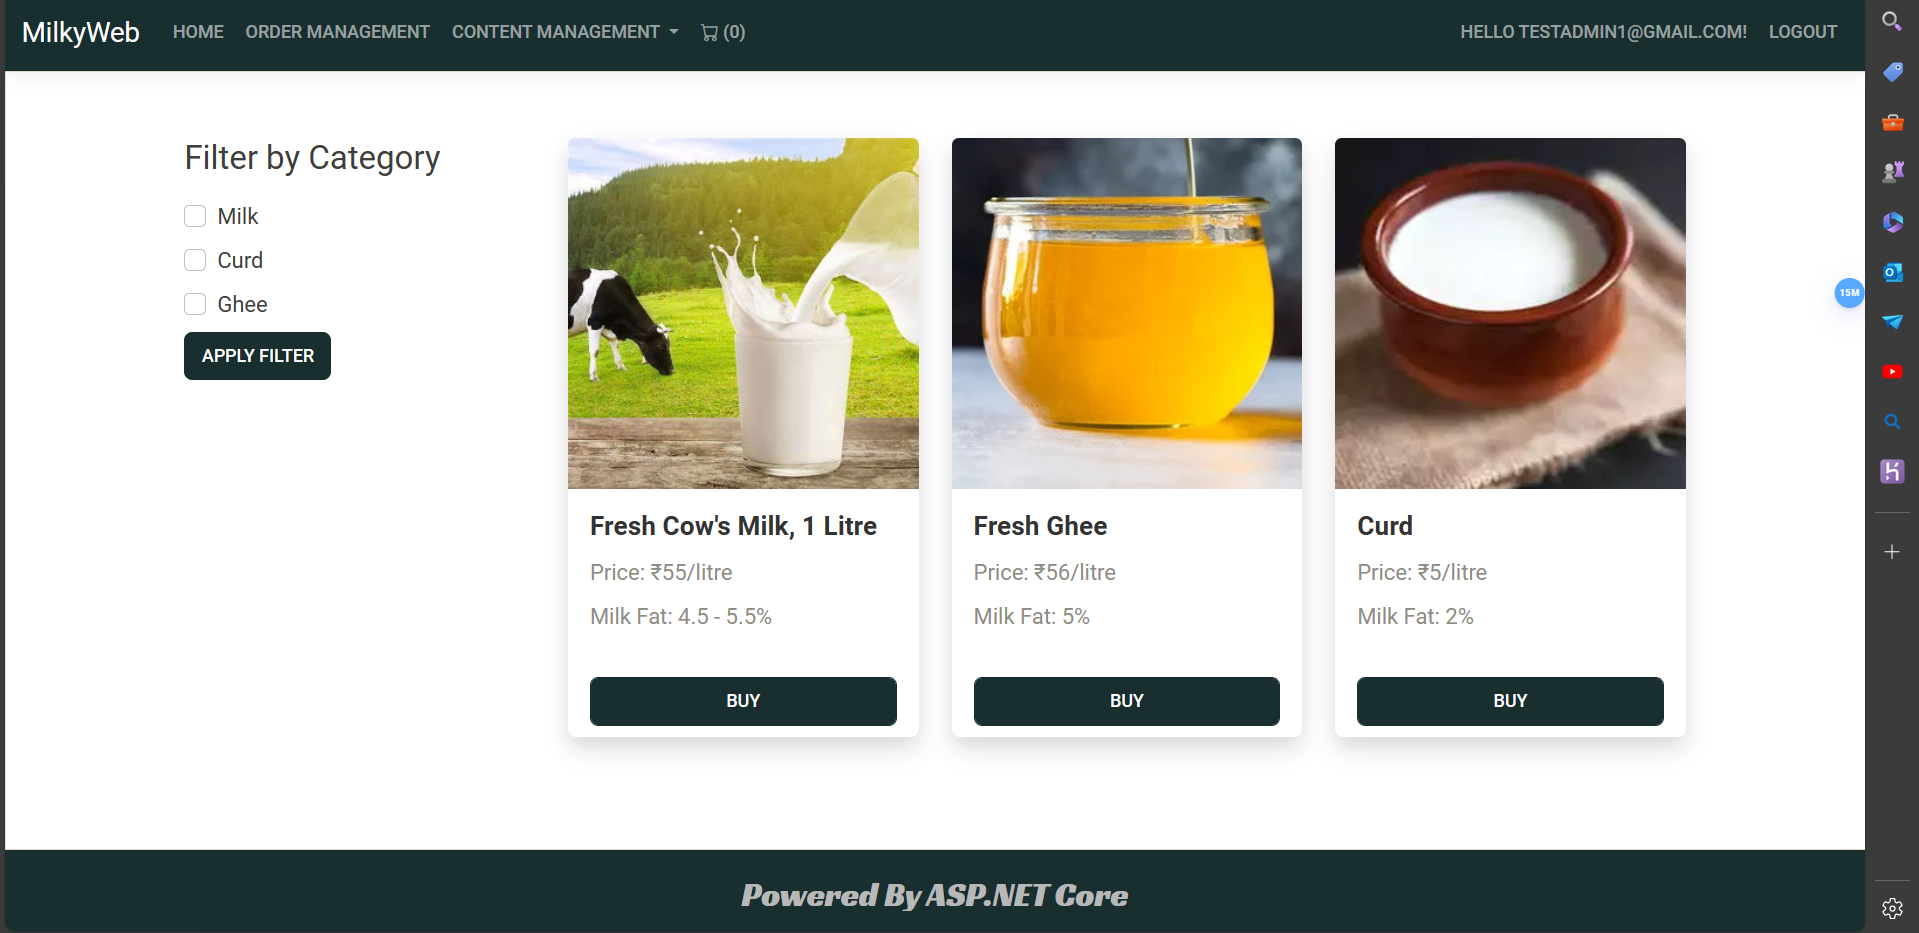 MilkyWeb HOME ORDER MANAGEMENT CONTENT MANAGEMENT (0) HELLO TESTADMIN1@GMAIL.COM! LOGOUT
Filter by Category
Milk
Curd
Ghee
APPLY FILTER
Fresh Cow's Milk, 1 Litre
Price: ₹55/litre
Milk Fat: 4.5 - 5.5%
BUY
Fresh Ghee
Price: ₹56/litre
Milk Fat: 5%
BUY
Curd
Price: ₹5/litre
Milk Fat: 2%
BUY
15M
Powered By ASP.NET Core